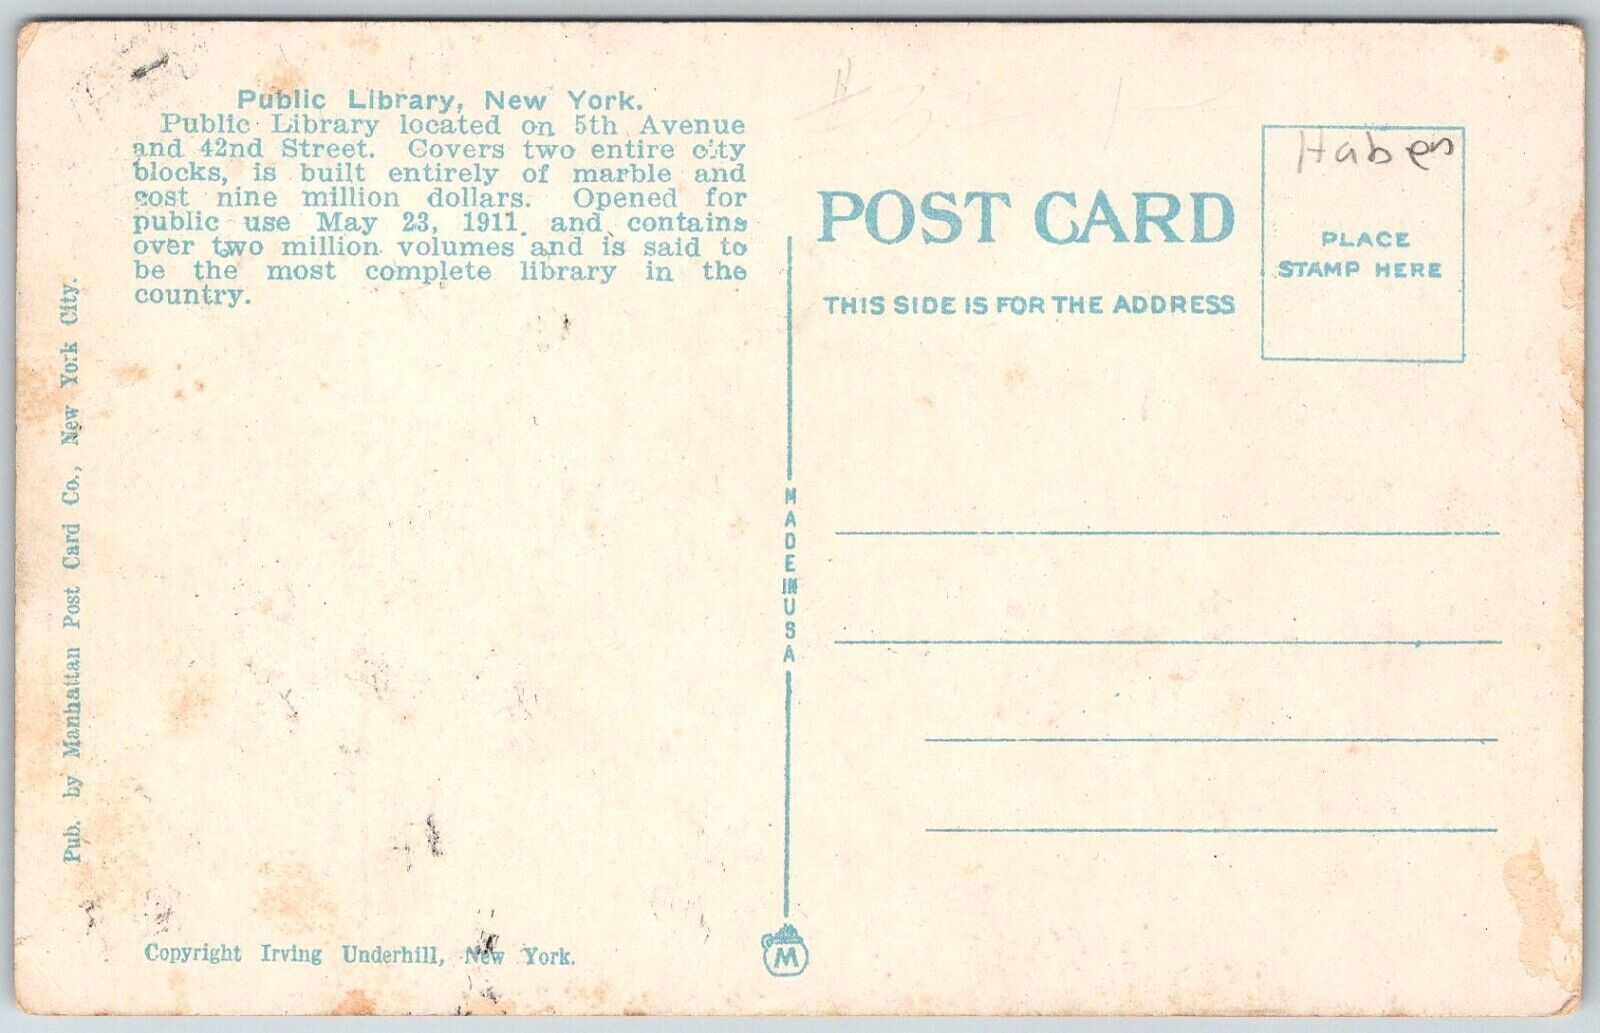 Public Library, New York.
Public Library located on 5th Avenue
and 42nd Street. Covers two entire city
blocks, is built entirely of marble and
cost nine million dollars. Opened for
public use May 23, 1911. and contains
over two million volumes and is said to
be the most complete library in the
country.
Pub. by Manhattan Post Card Co., New York City.
Copyright Irving Underhill, New York.
MADE IN USA
M
POST CARD
THIS SIDE IS FOR THE ADDRESS
PLACE
STAMP HERE